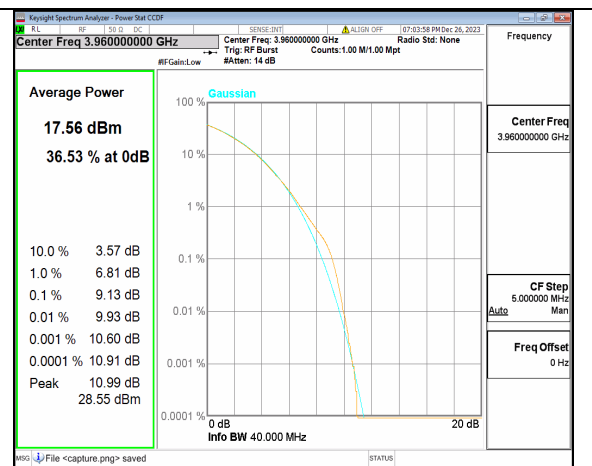 Keysight Spectrum Analyzer - Power Stat CCDF
RL RF 50 Ω DC SENSE:INT ALIGN OFF 07:03:58 PM Dec 26, 2023
Center Freq 3.960000000 GHz
Center Freq: 3.960000000 GHz Radio Std: None
Trig: RF Burst Counts:1.00 M/1.00 Mpt
#IFGain:Low #Atten: 14 dB
Frequency
Average Power
17.56 dBm
36.53 % at 0dB
10.0 % 3.57 dB
1.0 % 6.81 dB
0.1 % 9.13 dB
0.01 % 9.93 dB
0.001 % 10.60 dB
0.0001 % 10.91 dB
Peak 10.99 dB
28.55 dBm
Gaussian
100 %
10 %
1 %
0.1 %
0.01 %
0.001 %
0.0001 %
0 dB 20 dB
Info BW 40.000 MHz
Center Freq
3.960000000 GHz
CF Step
5.000000 MHz
Auto Man
Freq Offset
0 Hz
MSG File <capture.png> saved STATUS